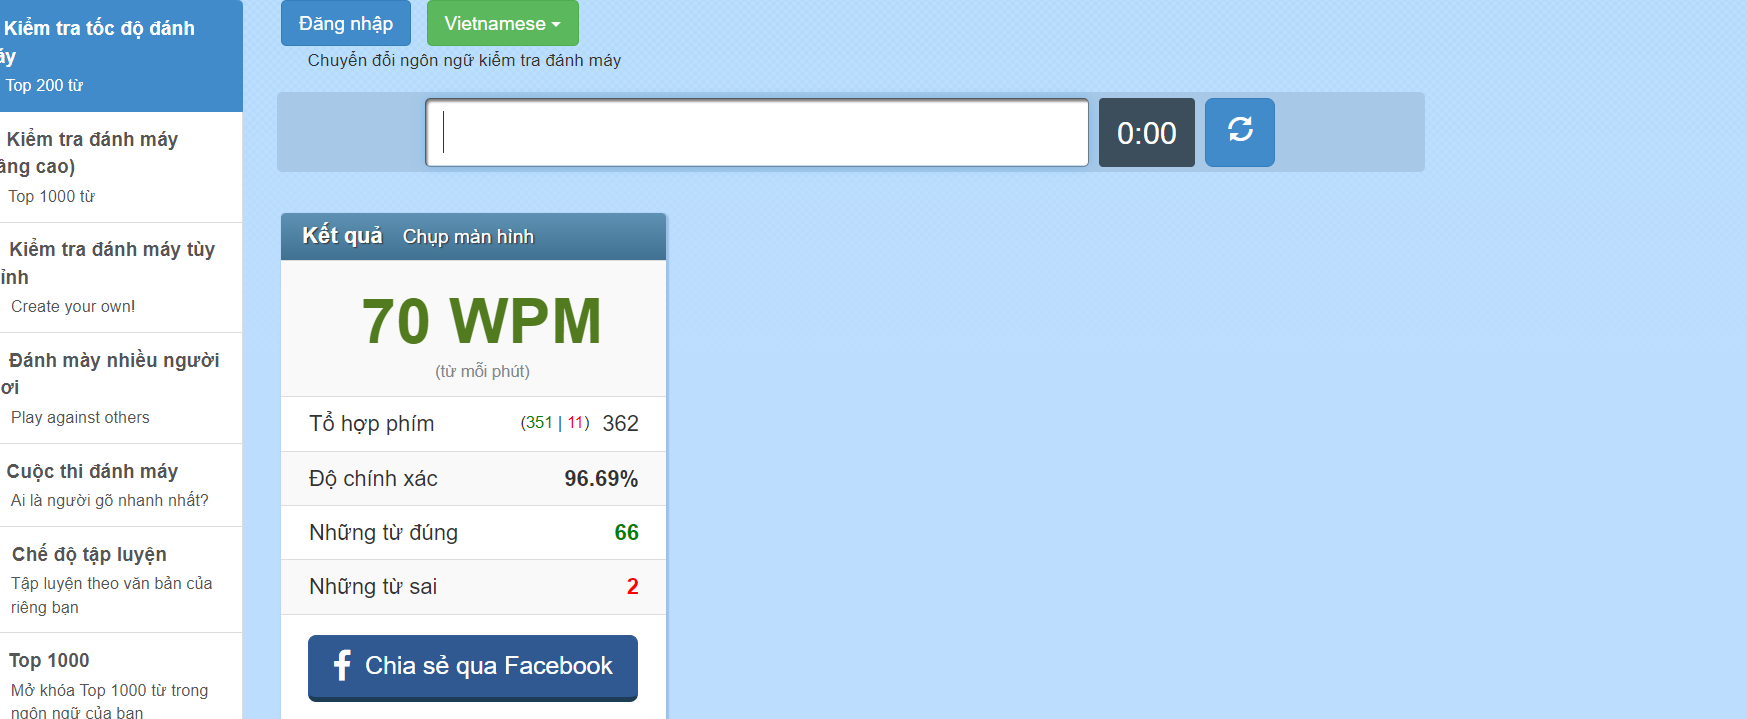 Kiểm tra tốc độ đánh
áy
Top 200 từ
Kiểm tra đánh máy
âng cao)
Top 1000 từ
Kiểm tra đánh máy tùy
ỉnh
Create your own!
Đánh mày nhiều người
ơi
Play against others
Cuộc thi đánh máy
Ai là người gõ nhanh nhất?
Chế độ tập luyện
Tập luyện theo văn bản của
riêng bạn
Top 1000
Mở khóa Top 1000 từ trong
ngôn ngữ của bạn
Đăng nhập
Vietnamese
Chuyển đổi ngôn ngữ kiểm tra đánh máy
0:00
Kết quả Chụp màn hình
70 WPM
(từ mỗi phút)
Tổ hợp phím (351 | 11) 362
Độ chính xác 96.69%
Những từ đúng 66
Những từ sai 2
Chia sẻ qua Facebook